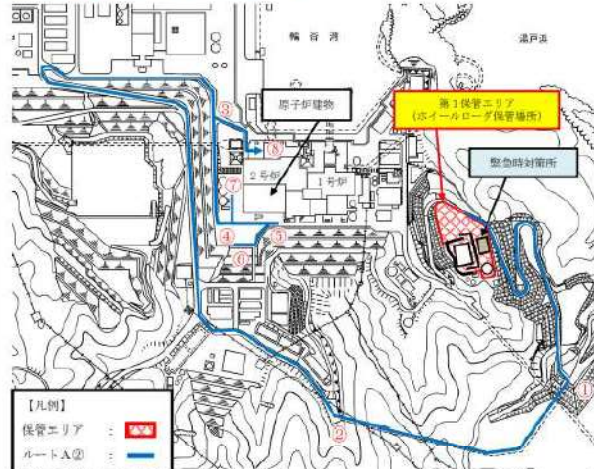 輪谷湾
湯戸浜
原子炉建物
第1保管エリア
(ホイールローダ保管場所)
緊急時対策所
③
⑧
2号炉
1号炉
⑦
④
⑤
⑥
①
②
【凡例】
保管エリア :
ルートA② :